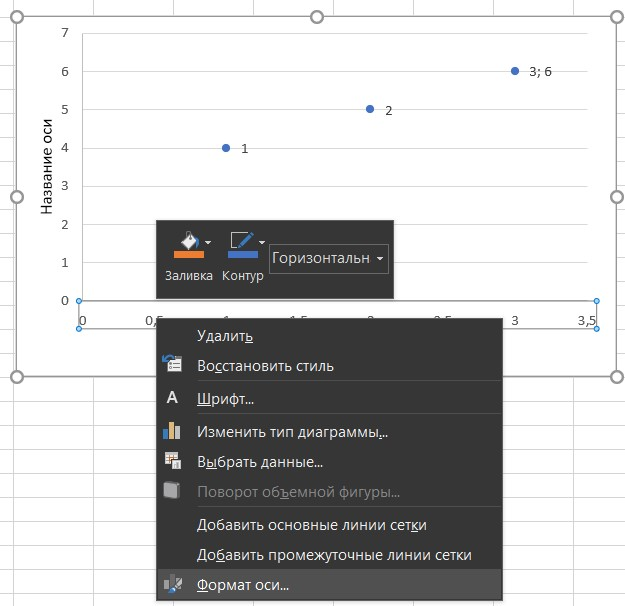 7
6
3; 6
5
2
4
1
3
2
1
0
Название оси
Заливка
Контур
Горизонтальн
0
3
3,5
Удалить
Восстановить стиль
Шрифт...
Изменить тип диаграммы...
Выбрать данные...
Поворот объемной фигуры...
Добавить основные линии сетки
Добавить промежуточные линии сетки
Формат оси...